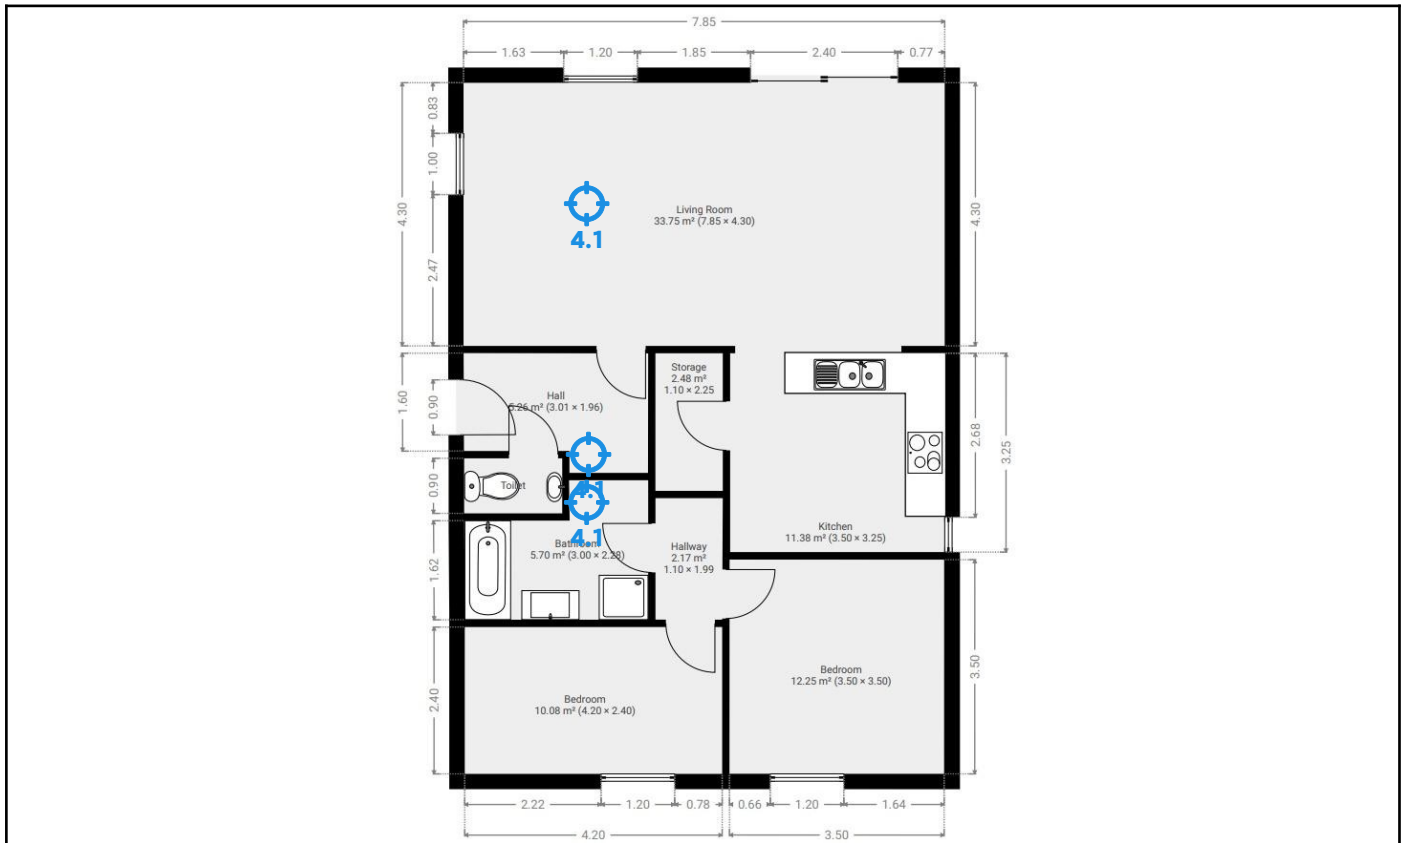 7.85
1.63
1.20
1.85
2.40
0.77
0.83
1.00
4.30
2.47
4.30
Living Room
33.75 m² (7.85 × 4.30)
4.1
1.60
0.90
0.90
1.62
2.40
Hall
5.26 m² (3.01 × 1.96)
4.1
Storage
2.48 m²
1.10 × 2.25
2.68
3.25
Toilet
4.1
Bathroom
5.70 m² (3.00 × 2.28)
Hallway
2.17 m²
1.10 × 1.99
Kitchen
11.38 m² (3.50 × 3.25)
Bedroom
10.08 m² (4.20 × 2.40)
Bedroom
12.25 m² (3.50 × 3.50)
3.50
2.22
1.20
0.78
0.66
1.20
1.64
4.20
3.50